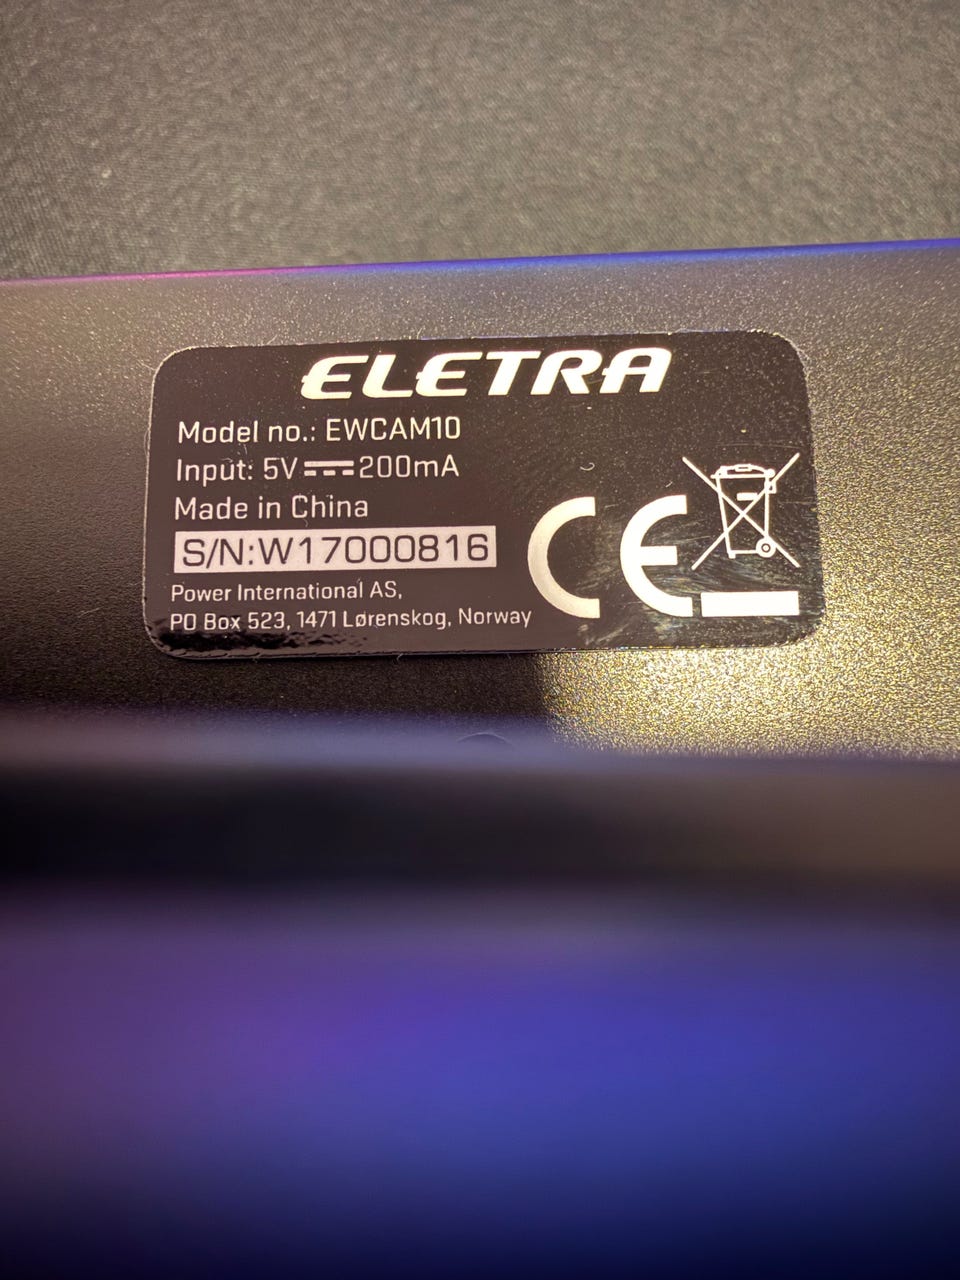 ELETRA
Model no.: EWCAM10
Input: 5V⎓200mA
Made in China
S/N:W17000816
Power International AS,
PO Box 523, 1471 Lørenskog, Norway
CE